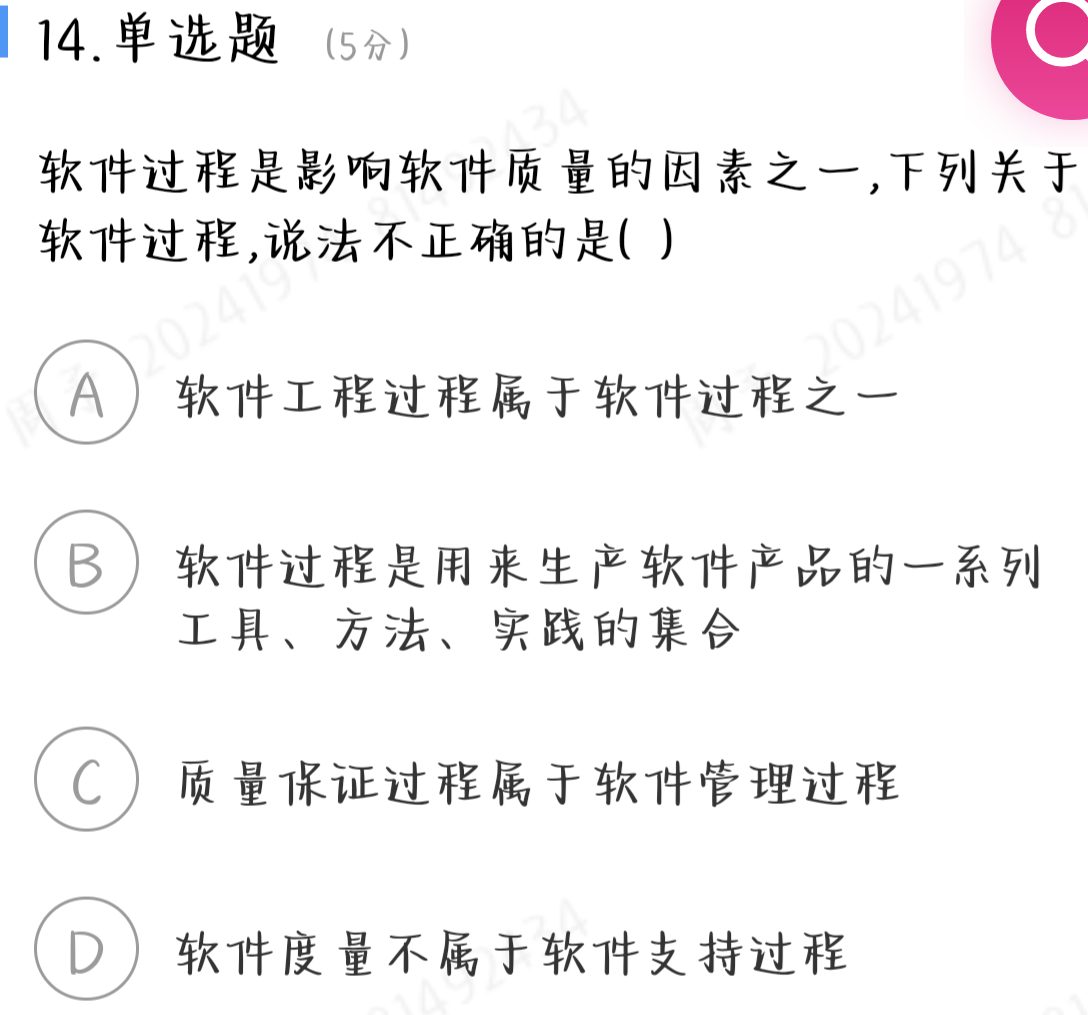 14.单选题 (5分)
软件过程是影响软件质量的因素之一,下列关于
软件过程,说法不正确的是( )
A 软件工程过程属于软件过程之一
B 软件过程是用来生产软件产品的一系列
工具、方法、实践的集合
C 质量保证过程属于软件管理过程
D 软件度量不属于软件支持过程